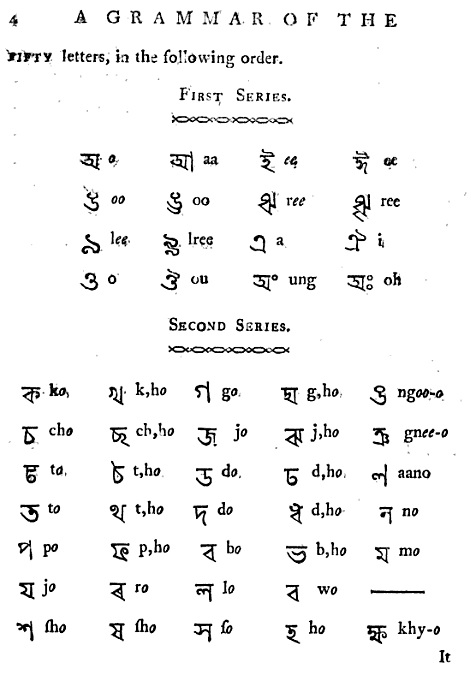 4 A GRAMMAR OF THE
FIFTY letters, in the following order.
FIRST SERIES.
অ o, আ aa ই ee ঈ ee
উ oo ঊ oo ঋ ree ৠ ree
ঌ lee ৡ lree এ a ঐ i
ও o ঔ ou অং ung অঃ oh
SECOND SERIES.
ক ko, খ k,ho গ go ঘ g,ho ঙ ngoo-o
চ cho ছ ch,ho জ jo ঝ j,ho ঞ gnee-o
ট to, ঠ t,ho ড do, ঢ d,ho ণ aano
ত to থ t,ho দ do ধ d,ho ন no
প po ফ p,ho ব bo ভ b,ho ম mo
য jo ৰ ro ল lo ব wo ———
শ ſho ষ ſho স ſo হ ho ক্ষ khy-o
It